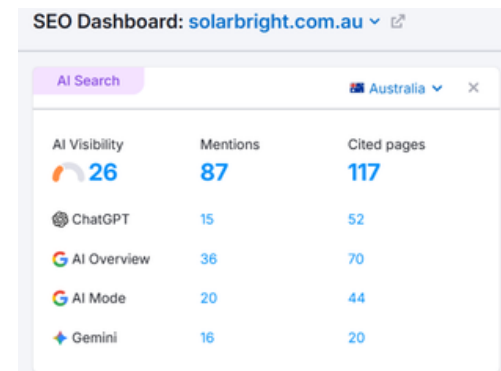 SEO Dashboard: solarbright.com.au
AI Search
Australia
AI Visibility Mentions Cited pages
26 87 117
ChatGPT 15 52
AI Overview 36 70
AI Mode 20 44
Gemini 16 20